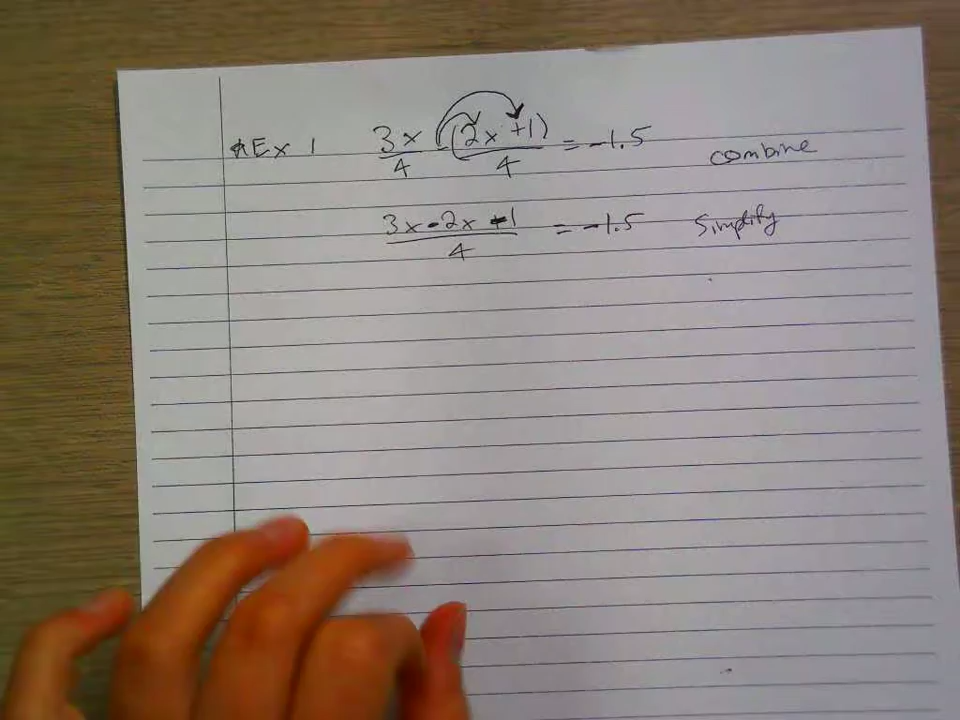 *Ex 1 3x/4 - (2x+1)/4 = -1.5 combine
3x-2x-1/4 = -1.5 Simplify